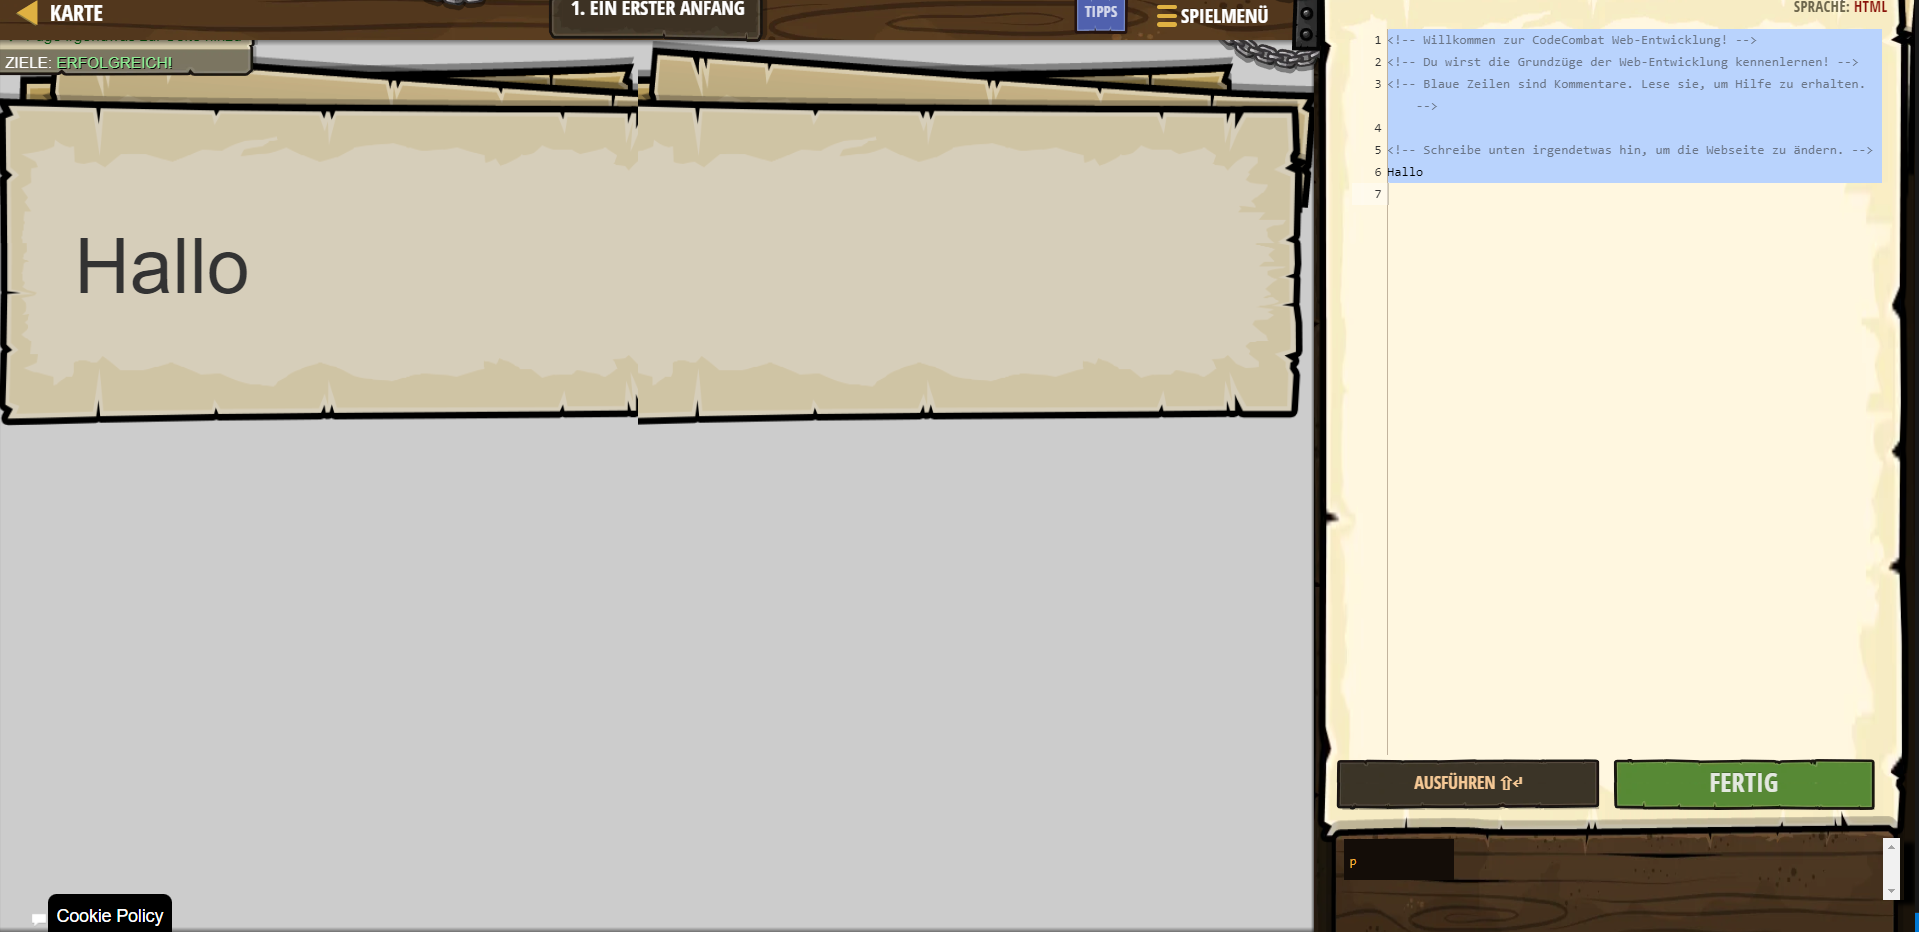 KARTE
1. EIN ERSTER ANFANG
TIPPS
SPIELMENÜ
ZIELE: ERFOLGREICH!
Hallo
SPRACHE: HTML
1 <!-- Willkommen zur CodeCombat Web-Entwicklung! -->
2 <!-- Du wirst die Grundzüge der Web-Entwicklung kennenlernen! -->
3 <!-- Blaue Zeilen sind Kommentare. Lese sie, um Hilfe zu erhalten.
-->
4
5 <!-- Schreibe unten irgendetwas hin, um die Webseite zu ändern. -->
6 Hallo
7
AUSFÜHREN ⇧↵
FERTIG
p
Cookie Policy